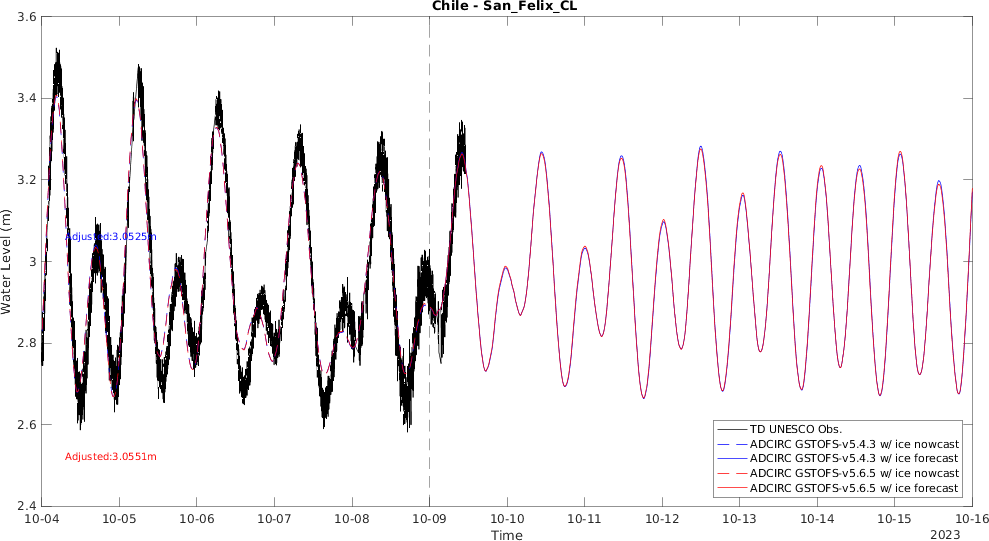 Chile - San_Felix_CL
3.6
3.4
3.2
3
2.8
2.6
2.4
Water Level (m)
Adjusted:3.0525m
Adjusted:3.0551m
TD UNESCO Obs.
ADCIRC GSTOFS-v5.4.3 w/ ice nowcast
ADCIRC GSTOFS-v5.4.3 w/ ice forecast
ADCIRC GSTOFS-v5.6.5 w/ ice nowcast
ADCIRC GSTOFS-v5.6.5 w/ ice forecast
10-04 10-05 10-06 10-07 10-08 10-09 10-10 10-11 10-12 10-13 10-14 10-15 10-16
Time
2023